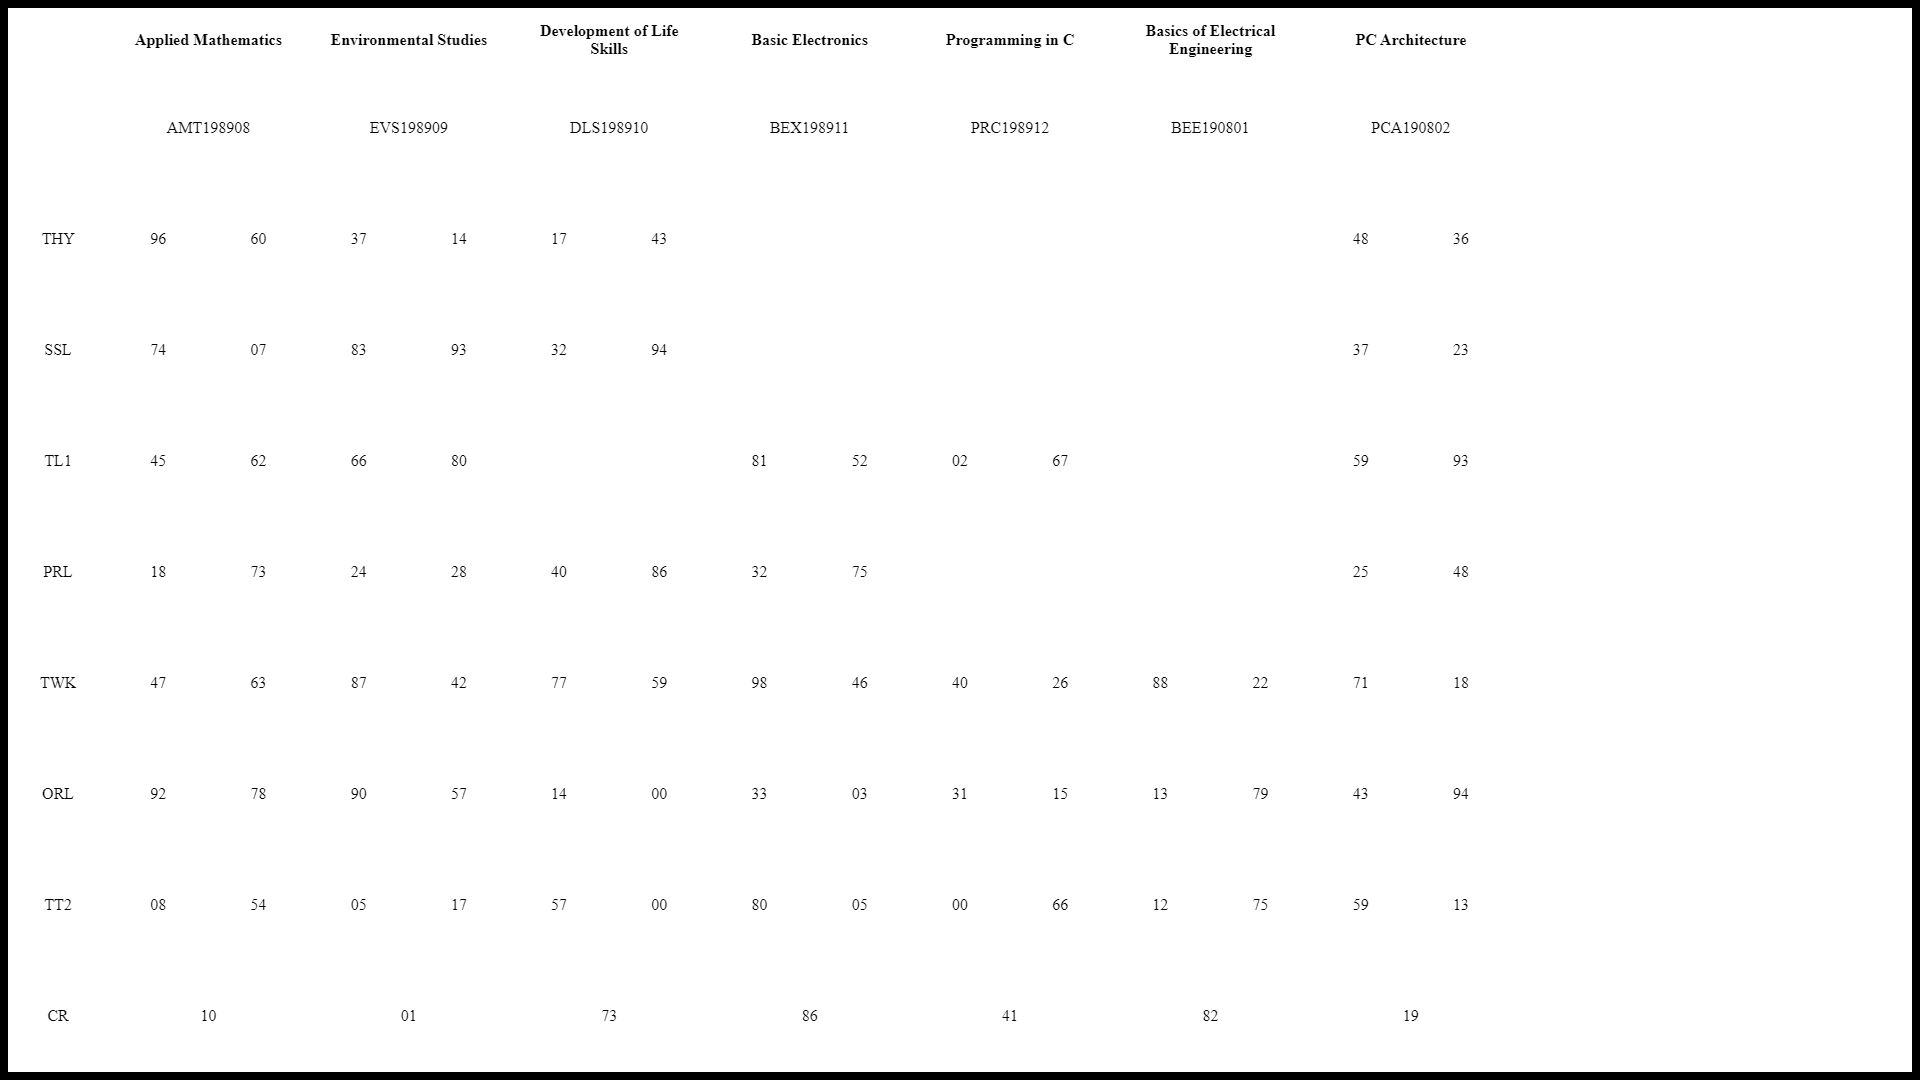 Applied Mathematics Environmental Studies Development of Life Skills Basic Electronics Programming in C Basics of Electrical Engineering PC Architecture
AMT198908 EVS198909 DLS198910 BEX198911 PRC198912 BEE190801 PCA190802
THY 96 60 37 14 17 43 48 36
SSL 74 07 83 93 32 94 37 23
TL1 45 62 66 80 81 52 02 67 59 93
PRL 18 73 24 28 40 86 32 75 25 48
TWK 47 63 87 42 77 59 98 46 40 26 88 22 71 18
ORL 92 78 90 57 14 00 33 03 31 15 13 79 43 94
TT2 08 54 05 17 57 00 80 05 00 66 12 75 59 13
CR 10 01 73 86 41 82 19